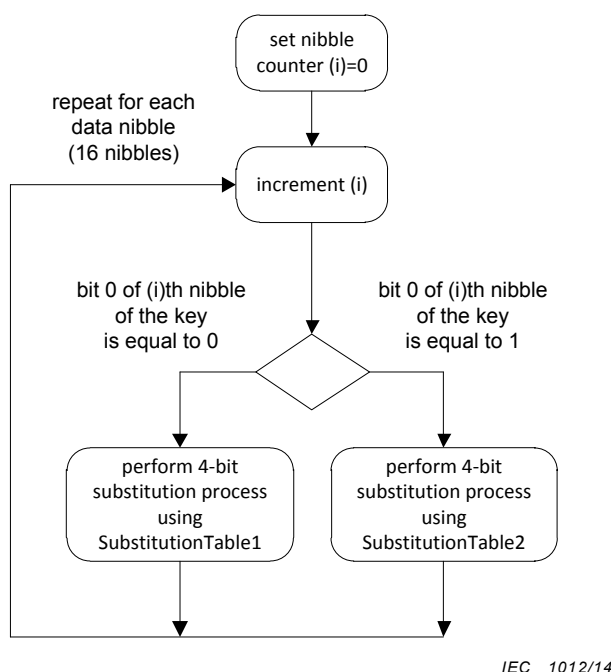 set nibble
counter (i)=0
repeat for each
data nibble
(16 nibbles)
increment (i)
bit 0 of (i)th nibble
of the key
is equal to 0
bit 0 of (i)th nibble
of the key
is equal to 1
perform 4-bit
substitution process
using
SubstitutionTable1
perform 4-bit
substitution process
using
SubstitutionTable2
IEC 1012/14